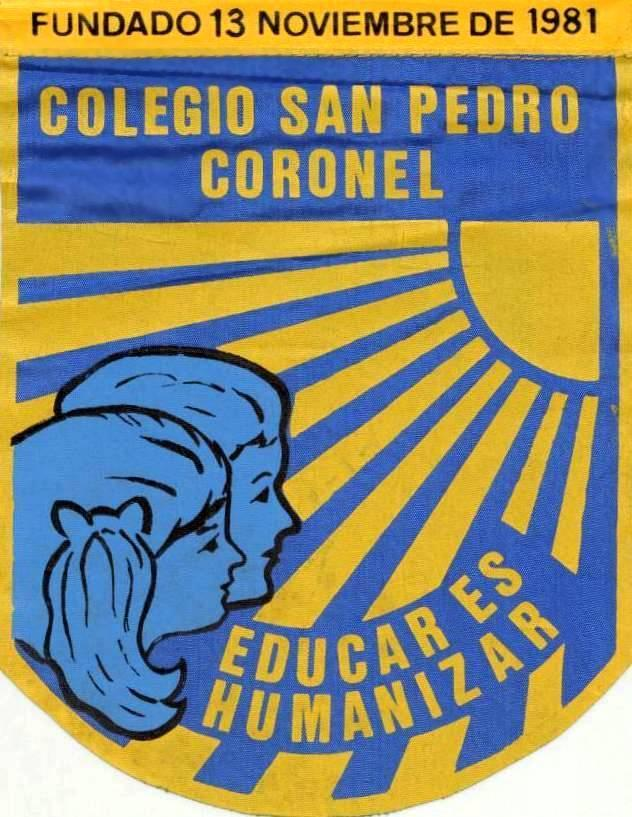 FUNDADO 13 NOVIEMBRE DE 1981
COLEGIO SAN PEDRO
CORONEL
EDUCAR ES
HUMANIZAR